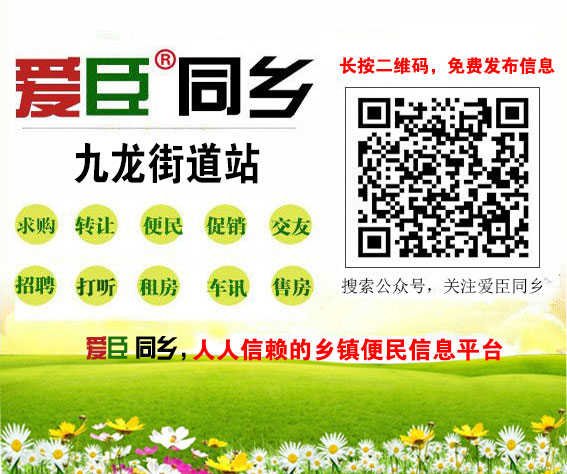 爱臣®同乡
长按二维码，免费发布信息
九龙街道站
求购 转让 便民 促销 交友
招聘 打听 租房 车讯 售房
搜索公众号，关注爱臣同乡
爱臣同乡，人人信赖的乡镇便民信息平台